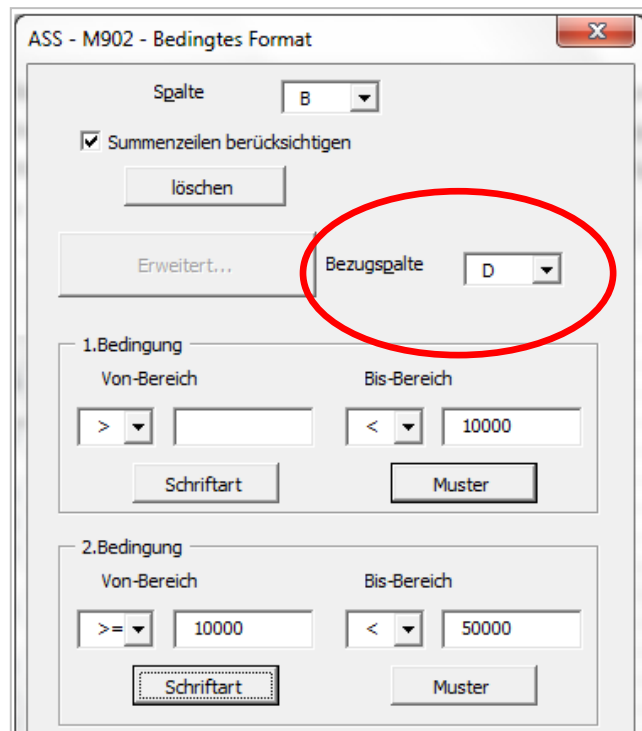 ASS - M902 - Bedingtes Format
x
Spalte B
Summenzeilen berücksichtigen
löschen
Erweitert... Bezugspalte D
1.Bedingung
Von-Bereich Bis-Bereich
> < 10000
Schriftart Muster
2.Bedingung
Von-Bereich Bis-Bereich
>= 10000 < 50000
Schriftart Muster